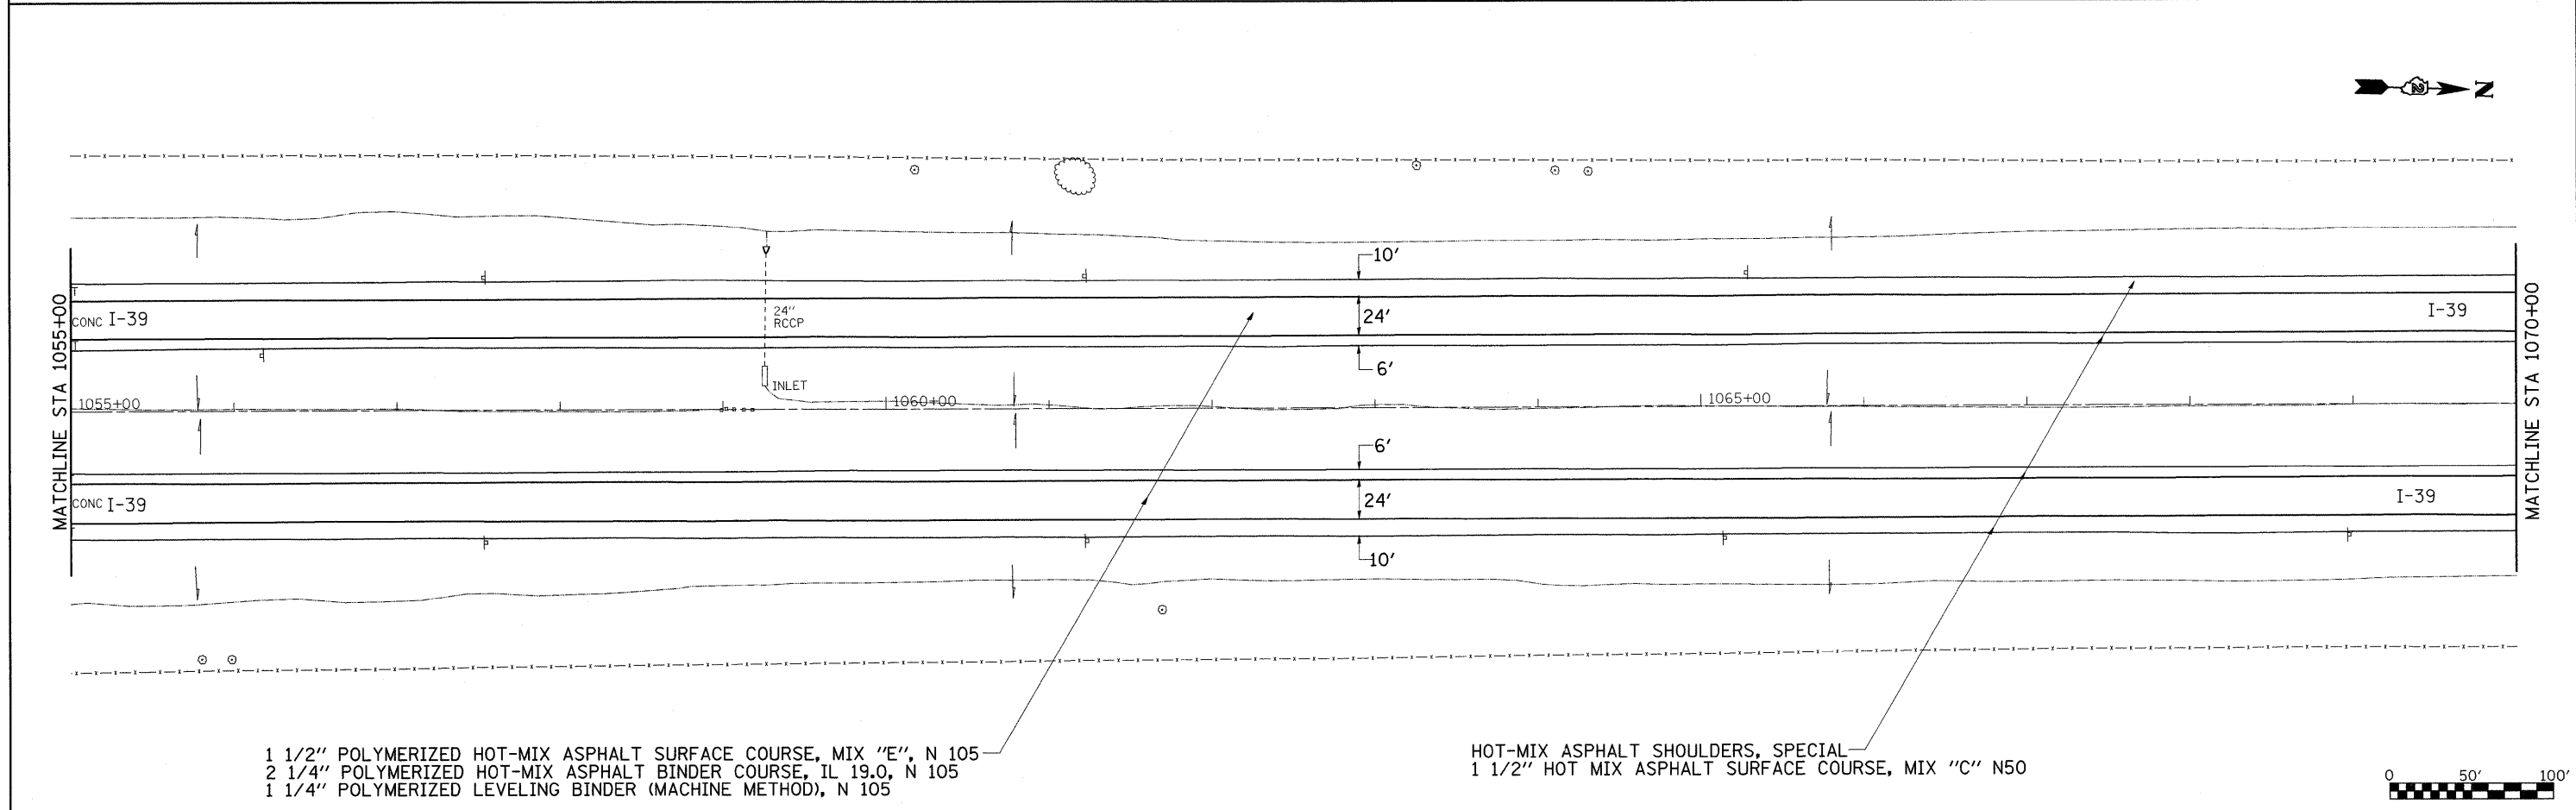 N
2
10'
MATCHLINE STA 1055+00
CONC I-39
24"
RCCP
24'
I-39
MATCHLINE STA 1070+00
6'
INLET
1055+00
1060+00
1065+00
6'
CONC I-39
24'
I-39
10'
1 1/2" POLYMERIZED HOT-MIX ASPHALT SURFACE COURSE, MIX "E", N 105
2 1/4" POLYMERIZED HOT-MIX ASPHALT BINDER COURSE, IL 19.0, N 105
1 1/4" POLYMERIZED LEVELING BINDER (MACHINE METHOD), N 105
HOT-MIX ASPHALT SHOULDERS, SPECIAL
1 1/2" HOT MIX ASPHALT SURFACE COURSE, MIX "C" N50
0 50' 100'